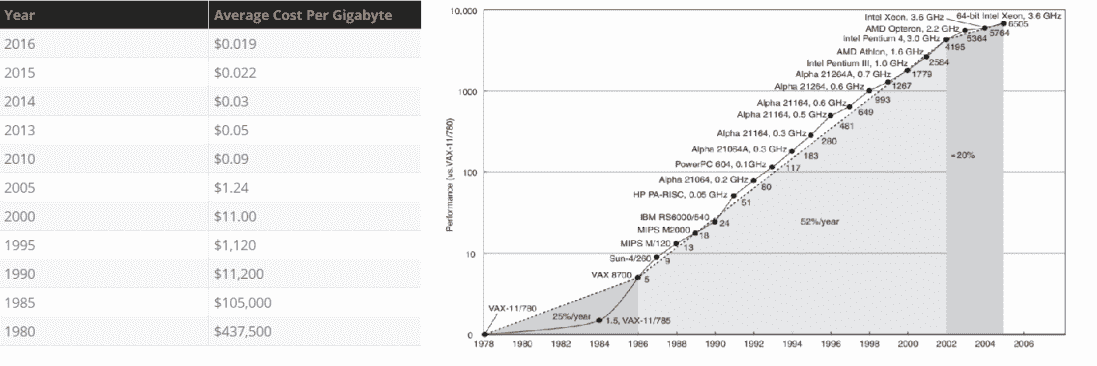 Year Average Cost Per Gigabyte
2016 $0.019
2015 $0.022
2014 $0.03
2013 $0.05
2010 $0.09
2005 $1.24
2000 $11.00
1995 $1,120
1990 $11,200
1985 $105,000
1980 $437,500
Performance (vs.VAX-11/780)
10,000
1000
100
10
0
Intel Xeon, 3.6 GHz
64-bit Intel Xeon, 3.6 GHz
6505
AMD Opteron, 2.2 GHz
5764
5364
Intel Pentium 4, 3.0 GHz
4195
AMD Athlon, 1.6 GHz
2584
Intel Pentium III, 1.0 GHz
1779
Alpha 21264A, 0.7 GHz
1267
Alpha 21264, 0.6 GHz
993
Alpha 21164, 0.6 GHz
649
Alpha 21164, 0.5 GHz
481
Alpha 21164, 0.3 GHz
280
Alpha 21064A, 0.3 GHz
183
PowerPC 604, 0.1GHz
117
Alpha 21064, 0.2 GHz
80
HP PA-RISC, 0.05 GHz
51
IBM RS6000/540
24
MIPS M2000
18
MIPS M/120
13
Sun-4/260
9
VAX 8700
5
VAX-11/780
25%/year
1.5, VAX-11/785
52%/year
~20%
1978 1980 1982 1984 1986 1988 1990 1992 1994 1996 1998 2000 2002 2004 2006